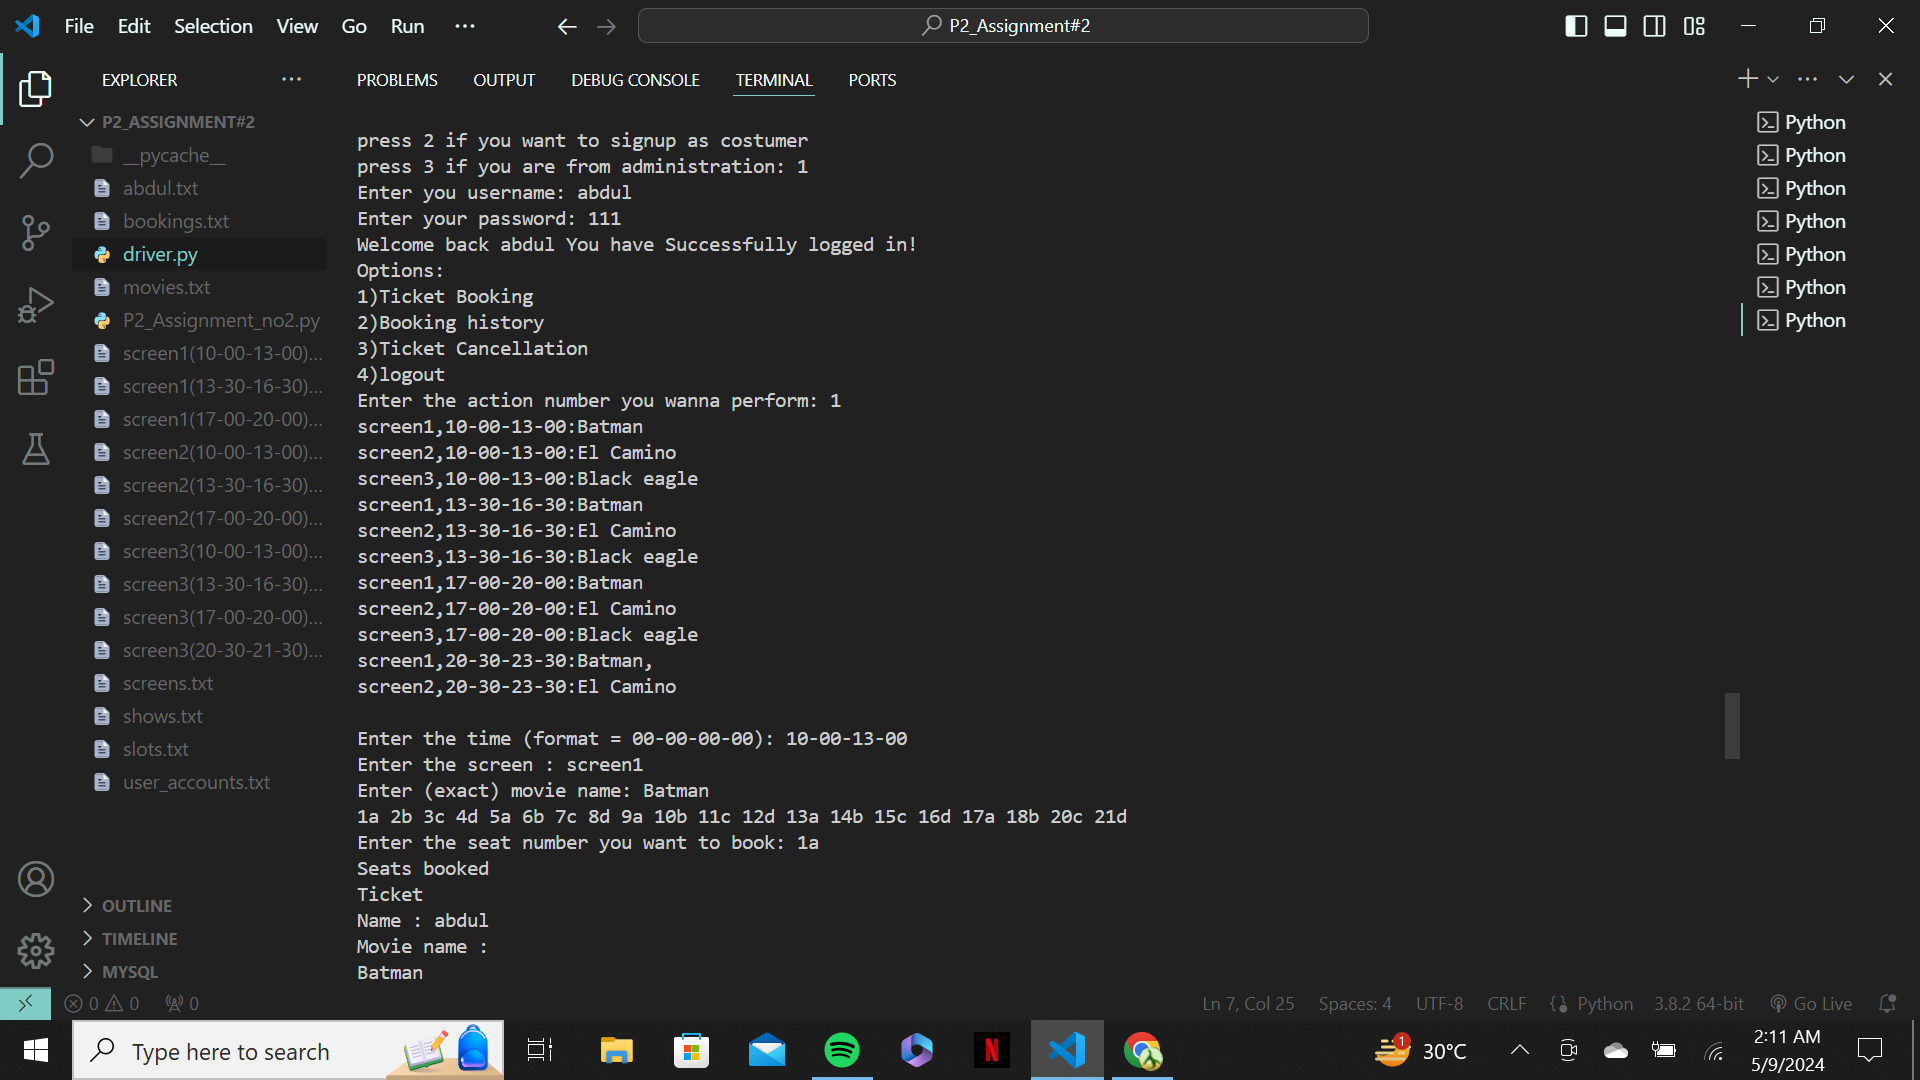 File Edit Selection View Go Run ···
P2_Assignment#2
EXPLORER ···
PROBLEMS OUTPUT DEBUG CONSOLE TERMINAL PORTS
P2_ASSIGNMENT#2
__pycache__
abdul.txt
bookings.txt
driver.py
movies.txt
P2_Assignment_no2.py
screen1(10-00-13-00)...
screen1(13-30-16-30)...
screen1(17-00-20-00)...
screen2(10-00-13-00)...
screen2(13-30-16-30)...
screen2(17-00-20-00)...
screen3(10-00-13-00)...
screen3(13-30-16-30)...
screen3(17-00-20-00)...
screen3(20-30-21-30)...
screens.txt
shows.txt
slots.txt
user_accounts.txt
OUTLINE
TIMELINE
MYSQL
press 2 if you want to signup as costumer
press 3 if you are from administration: 1
Enter you username: abdul
Enter your password: 111
Welcome back abdul You have Successfully logged in!
Options:
1)Ticket Booking
2)Booking history
3)Ticket Cancellation
4)logout
Enter the action number you wanna perform: 1
screen1,10-00-13-00:Batman
screen2,10-00-13-00:El Camino
screen3,10-00-13-00:Black eagle
screen1,13-30-16-30:Batman
screen2,13-30-16-30:El Camino
screen3,13-30-16-30:Black eagle
screen1,17-00-20-00:Batman
screen2,17-00-20-00:El Camino
screen3,17-00-20-00:Black eagle
screen1,20-30-23-30:Batman,
screen2,20-30-23-30:El Camino
Enter the time (format = 00-00-00-00): 10-00-13-00
Enter the screen : screen1
Enter (exact) movie name: Batman
1a 2b 3c 4d 5a 6b 7c 8d 9a 10b 11c 12d 13a 14b 15c 16d 17a 18b 20c 21d
Enter the seat number you want to book: 1a
Seats booked
Ticket
Name : abdul
Movie name :
Batman
Python
Python
Python
Python
Python
Python
Python
0 0 0
Ln 7, Col 25 Spaces: 4 UTF-8 CRLF Python 3.8.2 64-bit Go Live
Type here to search
N
1
30°C
2:11 AM
5/9/2024